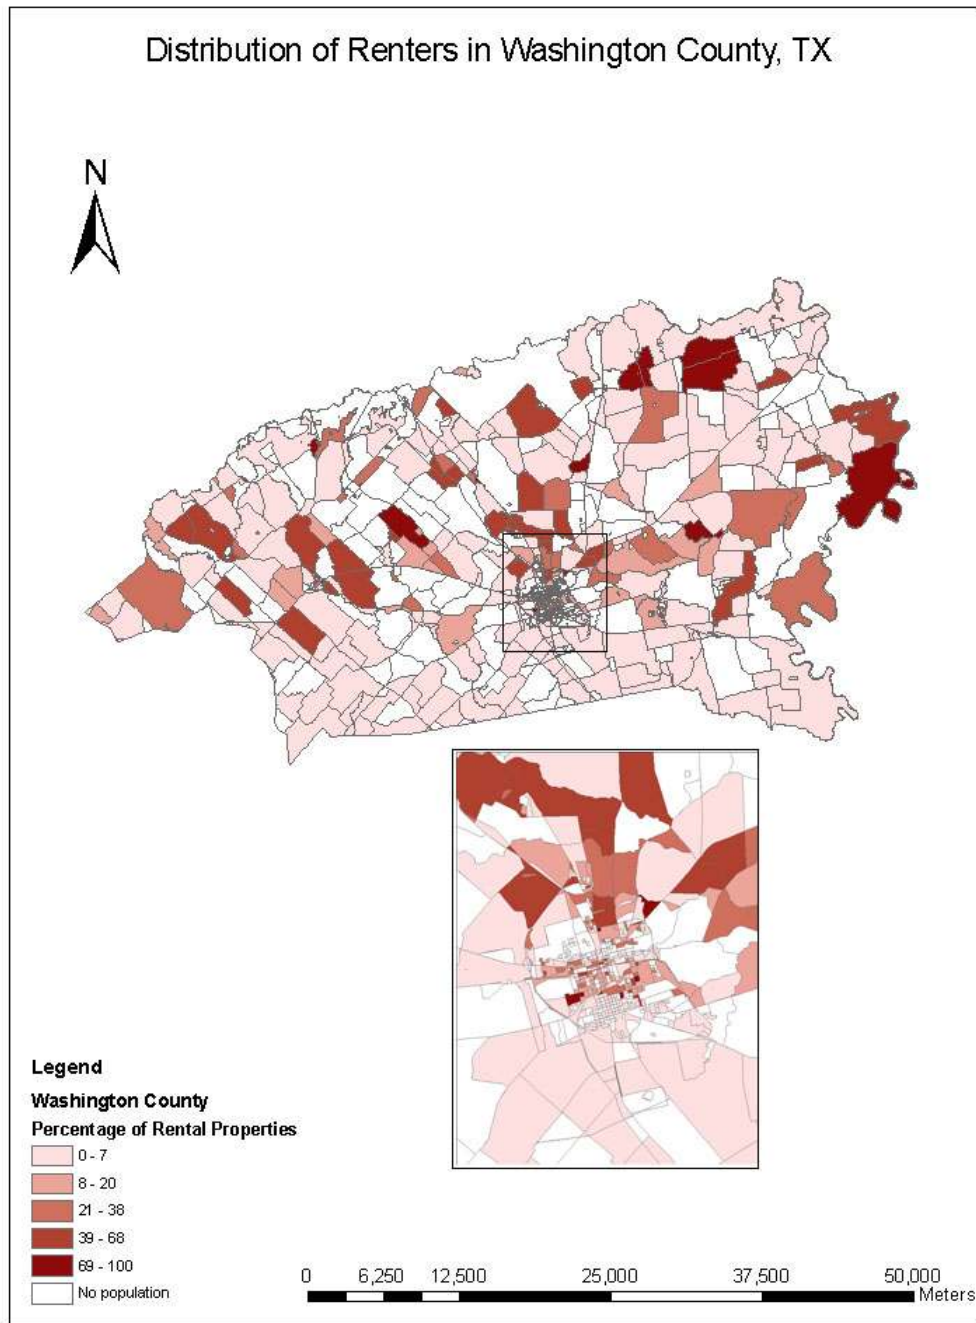 Distribution of Renters in Washington County, TX
N
Legend
Washington County
Percentage of Rental Properties
0 - 7
8 - 20
21 - 38
39 - 68
69 - 100
No population
0 6,250 12,500 25,000 37,500 50,000
Meters